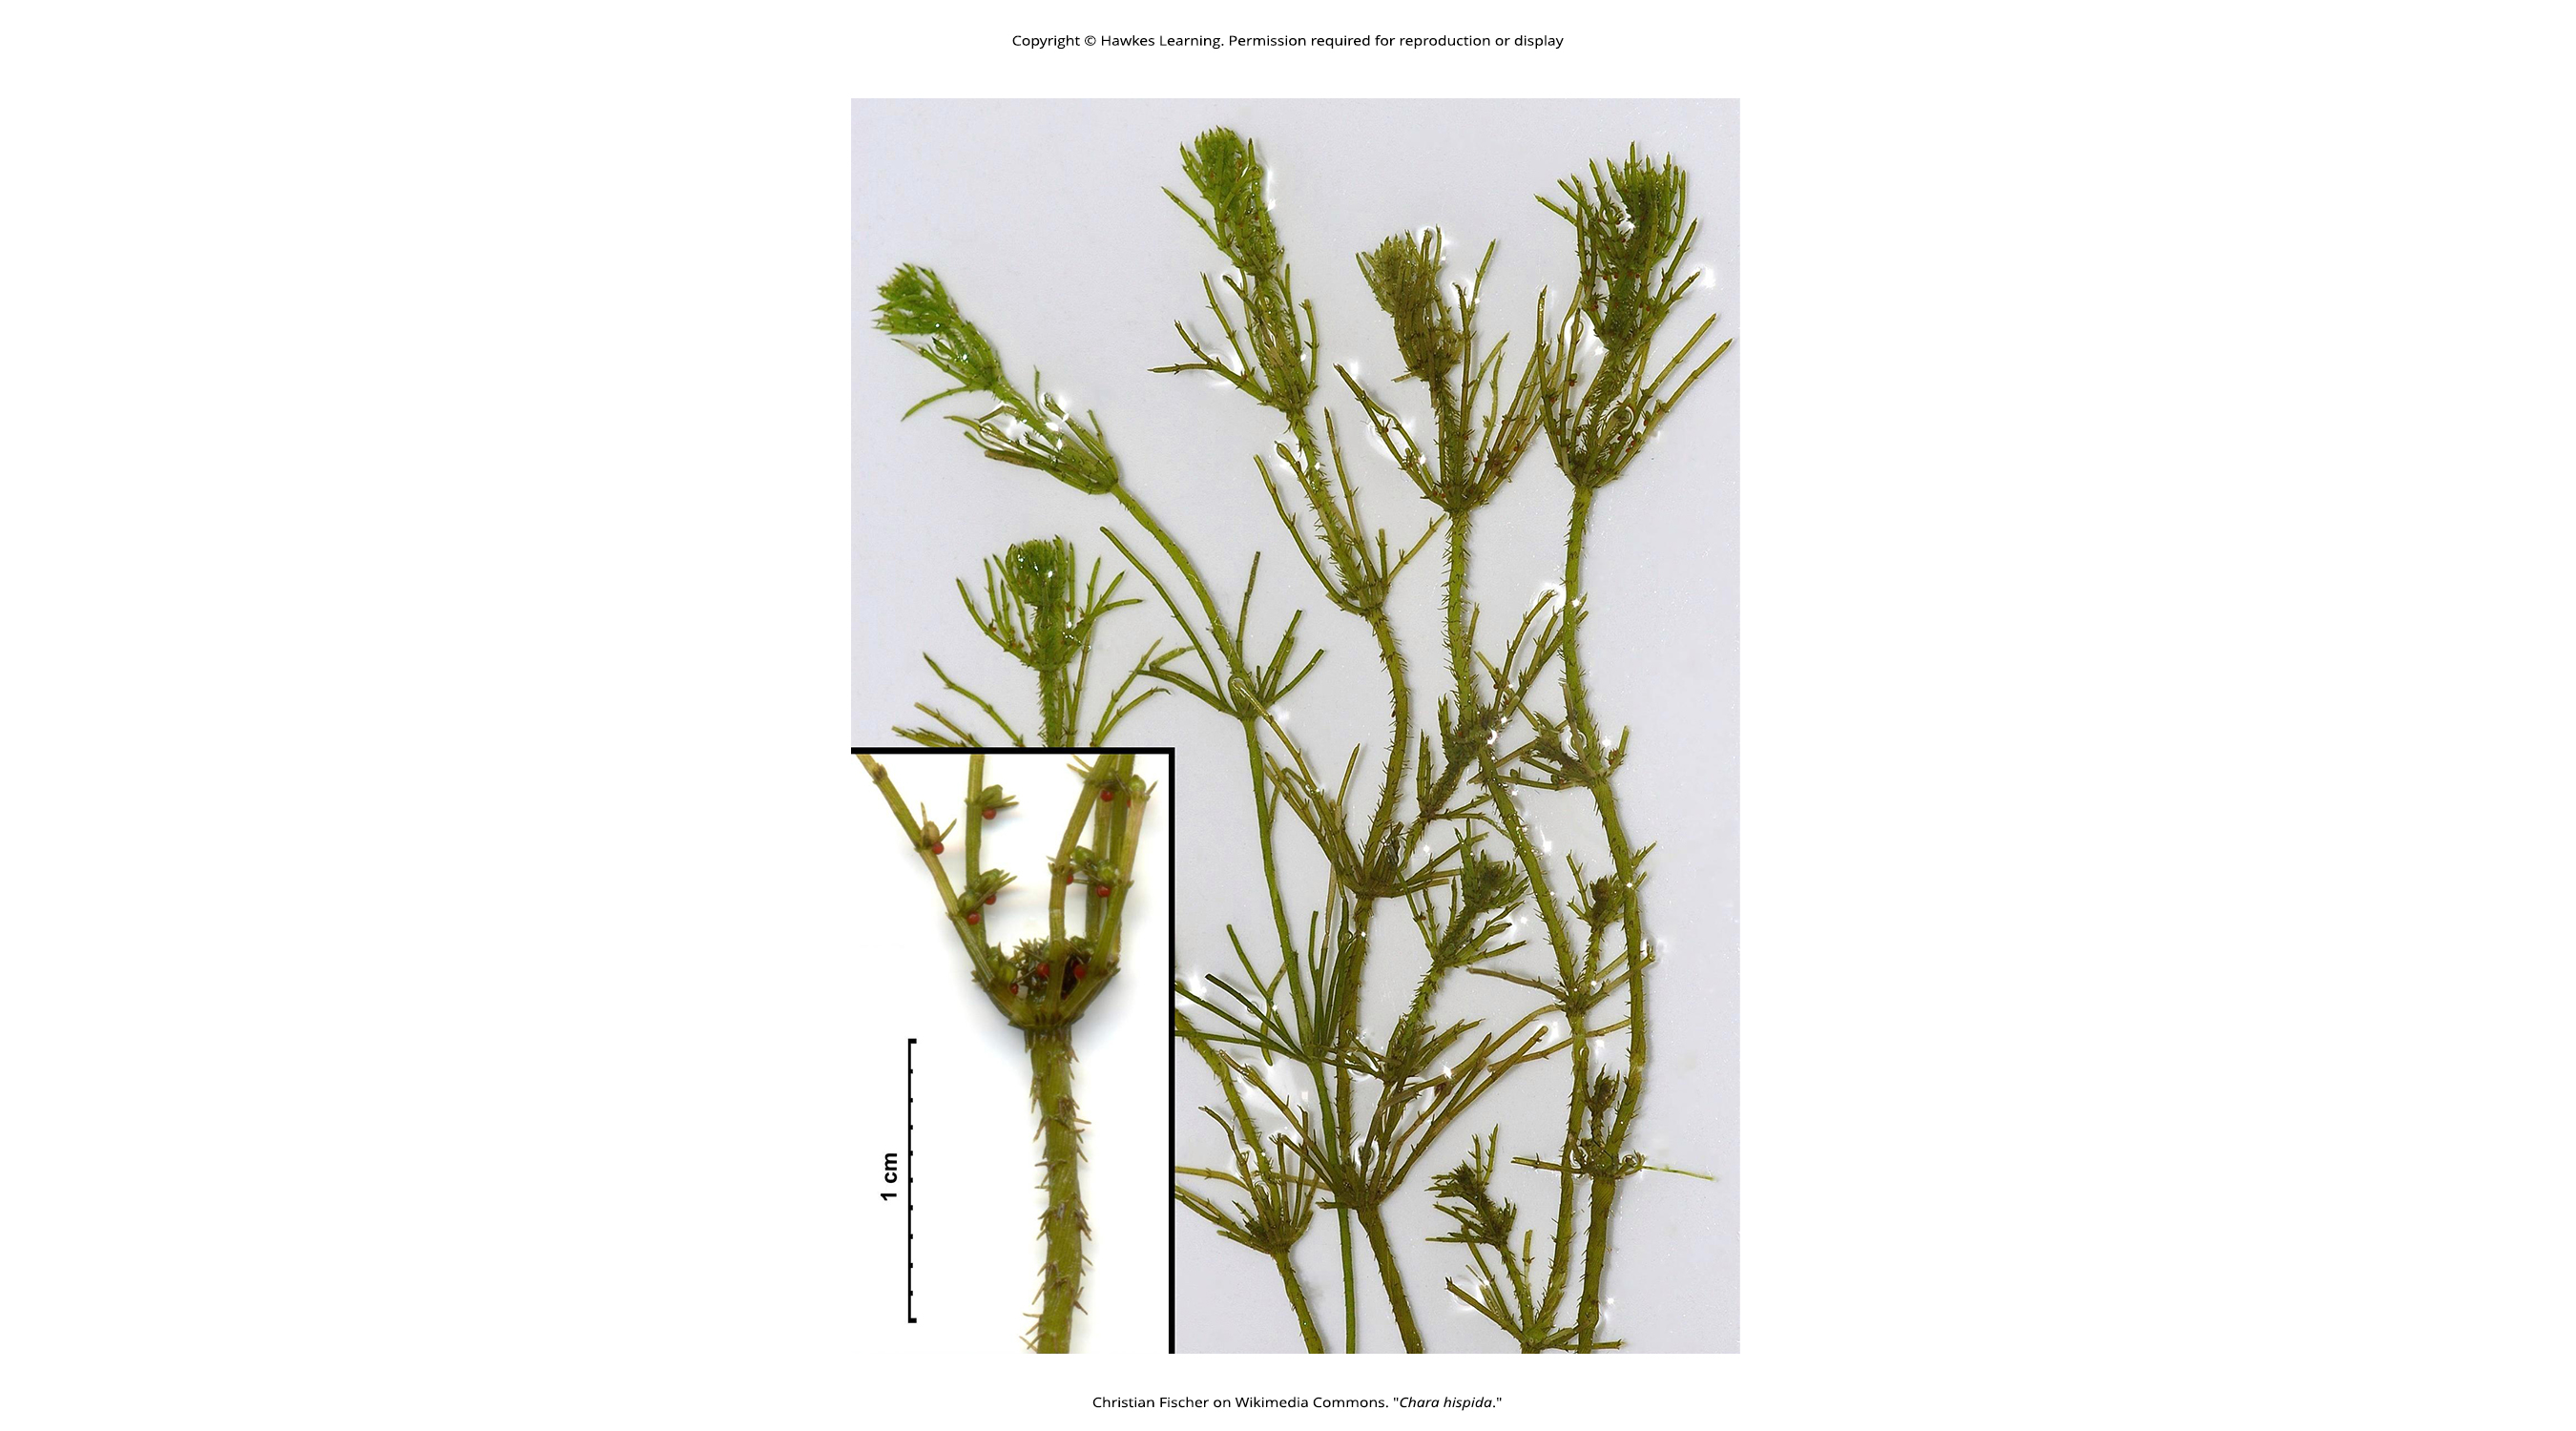 Copyright © Hawkes Learning. Permission required for reproduction or display
1 cm
Christian Fischer on Wikimedia Commons. "Chara hispida."